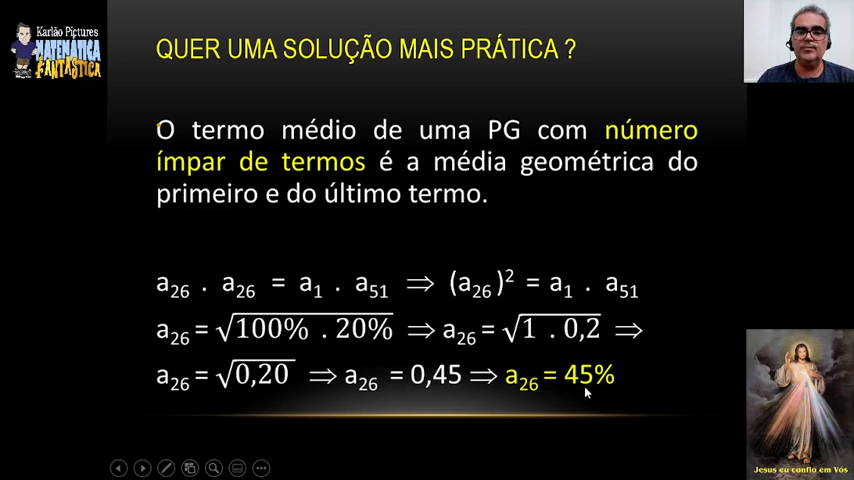 Karlão Pictures
MATEMÁTICA
FANTÁSTICA
QUER UMA SOLUÇÃO MAIS PRÁTICA ?
O termo médio de uma PG com número
ímpar de termos é a média geométrica do
primeiro e do último termo.
a₂₆ . a₂₆ = a₁ . a₅₁ ⇒ (a₂₆ )² = a₁ . a₅₁
a₂₆ = √100% . 20% ⇒ a₂₆ = √1 . 0,2 ⇒
a₂₆ = √0,20 ⇒ a₂₆ = 0,45 ⇒ a₂₆ = 45%
Jesus eu confio em Vós